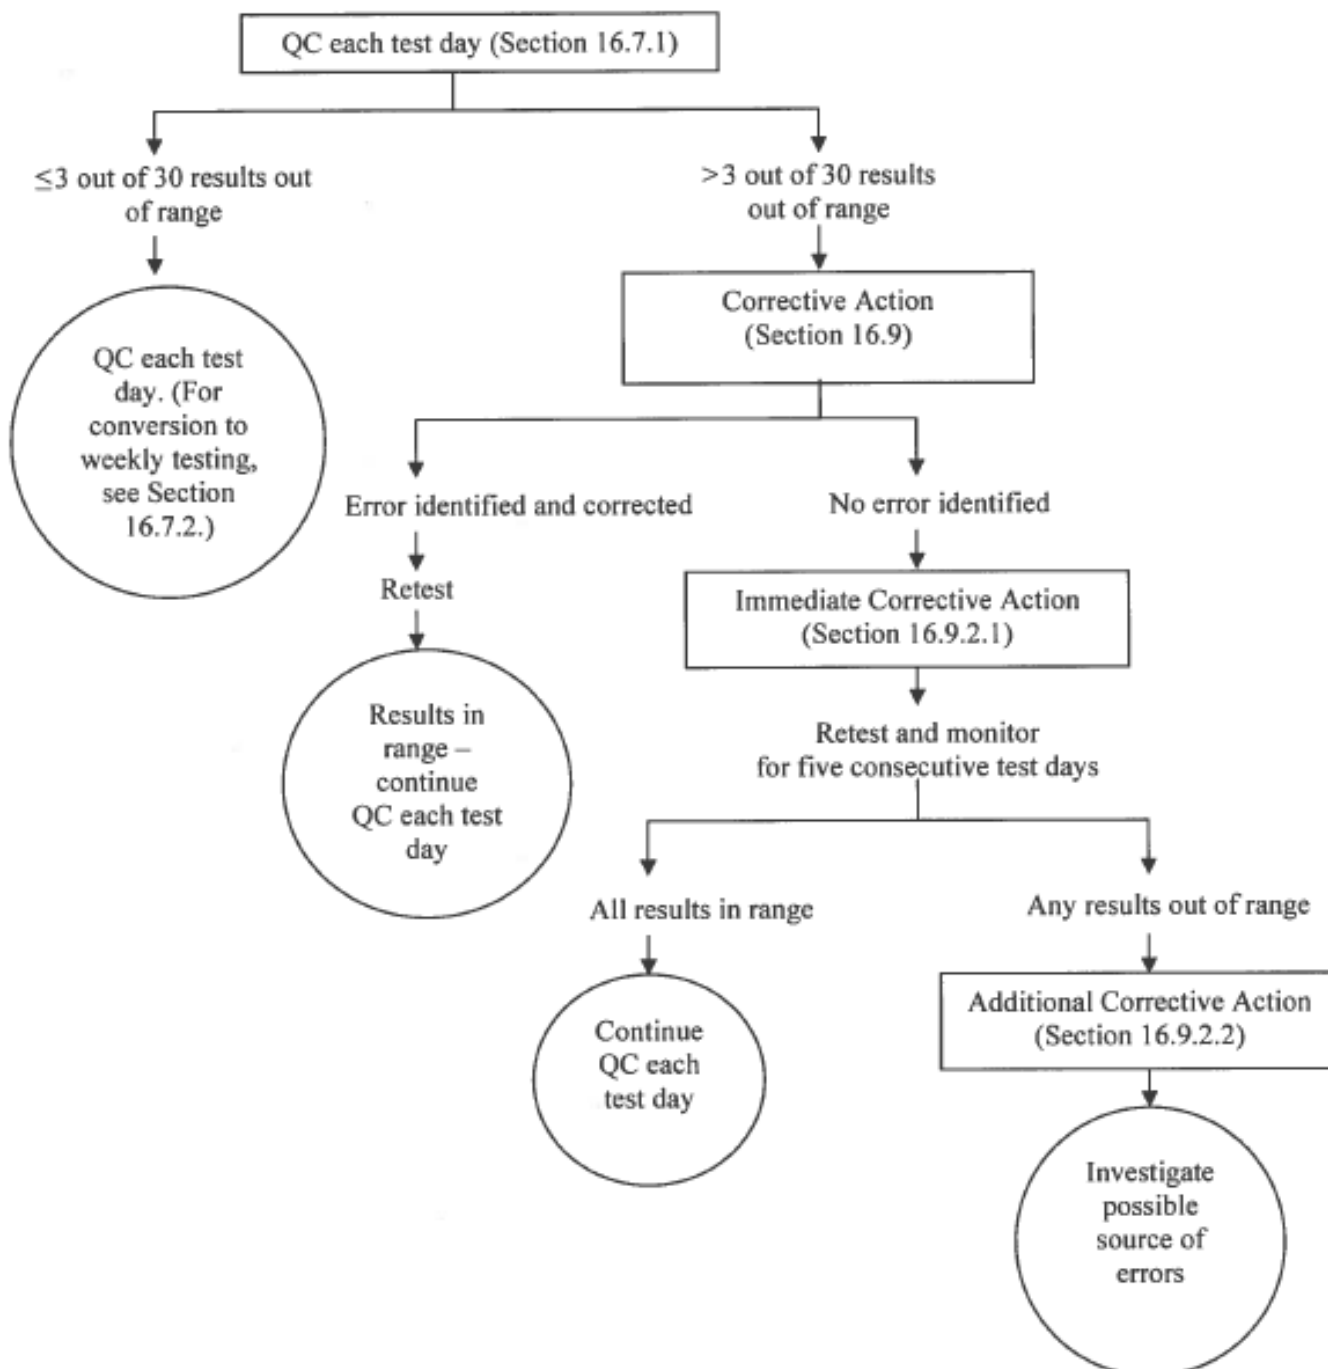 QC each test day (Section 16.7.1)
≤3 out of 30 results out
of range
>3 out of 30 results
out of range
QC each test
day. (For
conversion to
weekly testing,
see Section
16.7.2.)
Corrective Action
(Section 16.9)
Error identified and corrected
No error identified
Retest
Immediate Corrective Action
(Section 16.9.2.1)
Results in
range –
continue
QC each test
day
Retest and monitor
for five consecutive test days
All results in range
Any results out of range
Continue
QC each
test day
Additional Corrective Action
(Section 16.9.2.2)
Investigate
possible
source of
errors